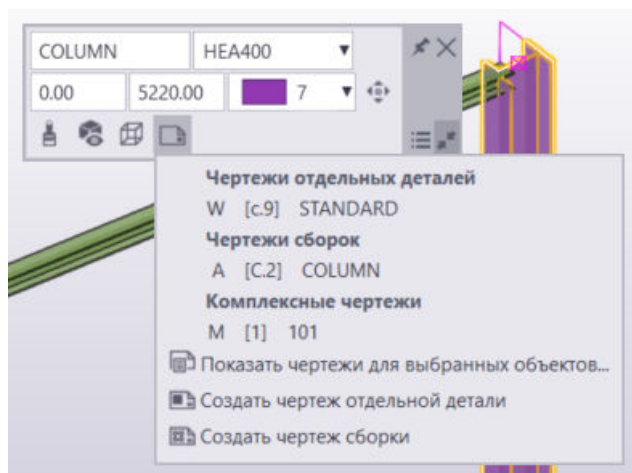 COLUMN HEA400
0.00 5220.00 7
Чертежи отдельных деталей
W [c.9] STANDARD
Чертежи сборок
A [C.2] COLUMN
Комплексные чертежи
M [1] 101
Показать чертежи для выбранных объектов...
Создать чертеж отдельной детали
Создать чертеж сборки